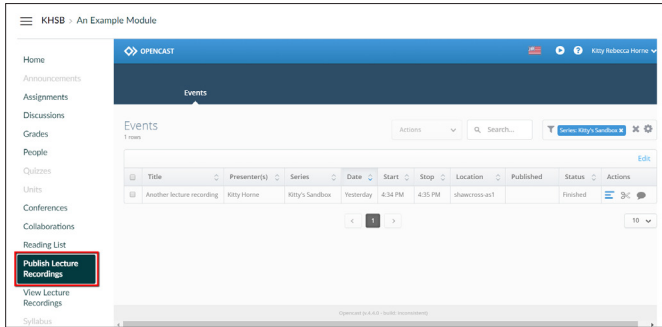 KHSB > An Example Module
Home
Announcements
Assignments
Discussions
Grades
People
Quizzes
Units
Conferences
Collaborations
Reading List
Publish Lecture
Recordings
View Lecture
Recordings
Syllabus
OPENCAST
Kitty Rebecca Horne
Events
Events
1 rows
Actions
Search...
Series: Kitty's Sandbox
Edit
Title Presenter(s) Series Date Start Stop Location Published Status Actions
Another lecture recording Kitty Horne Kitty's Sandbox Yesterday 4:34 PM 4:35 PM shawcross-as1 Finished
< 1 >
10
Opencast